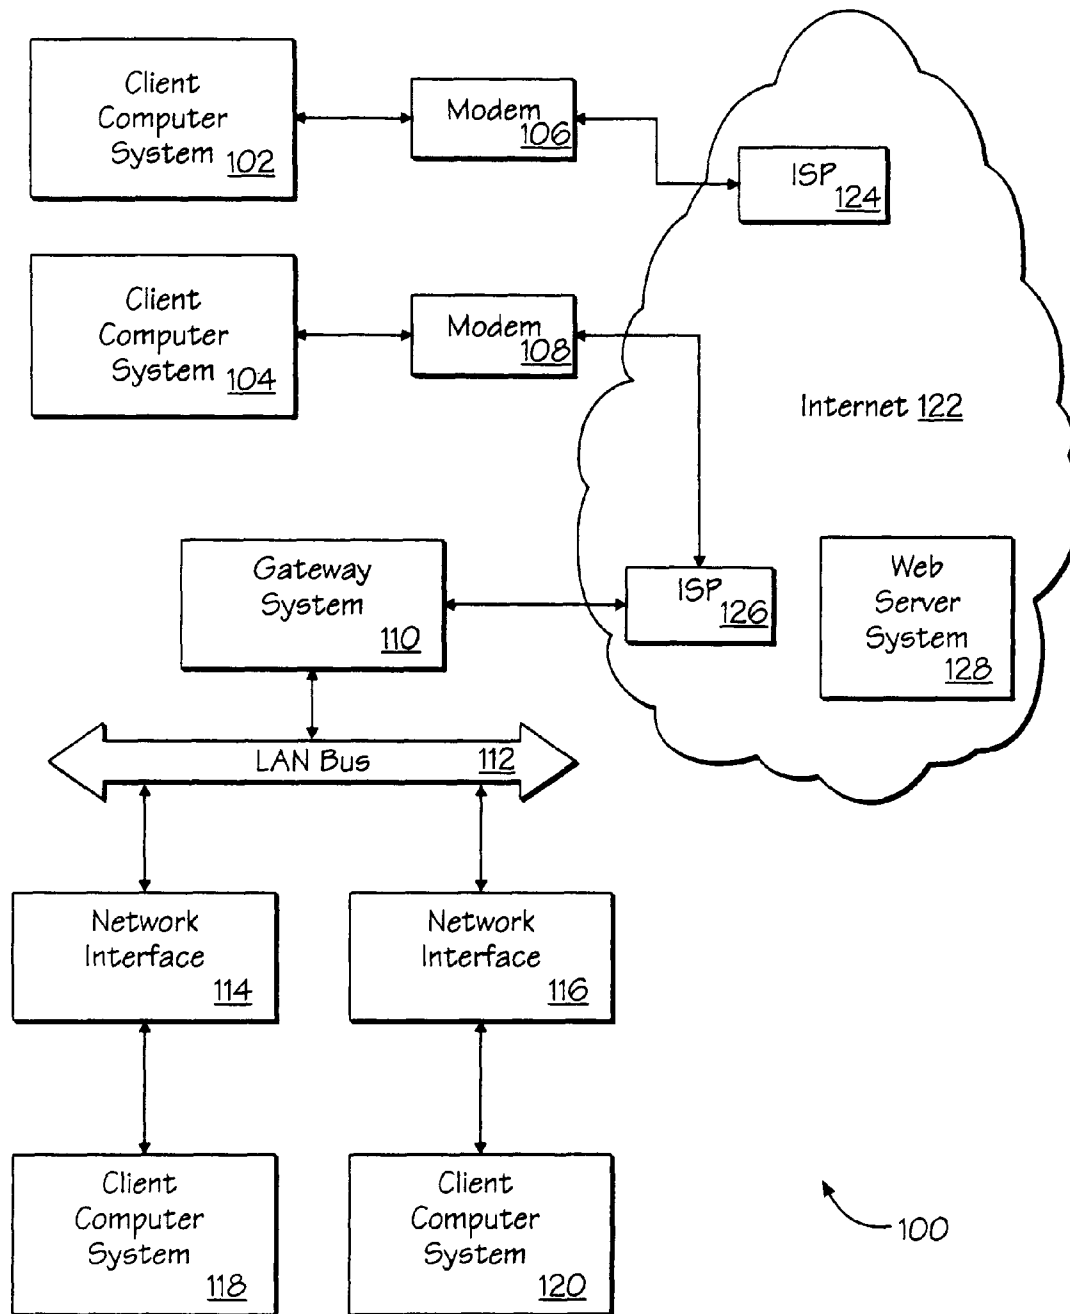 Client
Computer
System 102
Modem
106
ISP
124
Client
Computer
System 104
Modem
108
Internet 122
Gateway
System
110
ISP
126
Web
Server
System
128
LAN Bus 112
Network
Interface
114
Network
Interface
116
Client
Computer
System
118
Client
Computer
System
120
100